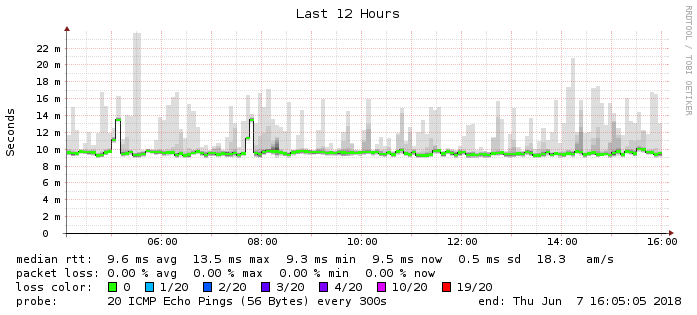 Last 12 Hours
RRDTOOL / TOBI OETIKER
Seconds
22 m
20 m
18 m
16 m
14 m
12 m
10 m
8 m
6 m
4 m
2 m
0
06:00 08:00 10:00 12:00 14:00 16:00
median rtt: 9.6 ms avg 13.5 ms max 9.3 ms min 9.5 ms now 0.5 ms sd 18.3 am/s
packet loss: 0.00 % avg 0.00 % max 0.00 % min 0.00 % now
loss color: 0 1/20 2/20 3/20 4/20 10/20 19/20
probe: 20 ICMP Echo Pings (56 Bytes) every 300s end: Thu Jun 7 16:05:05 2018